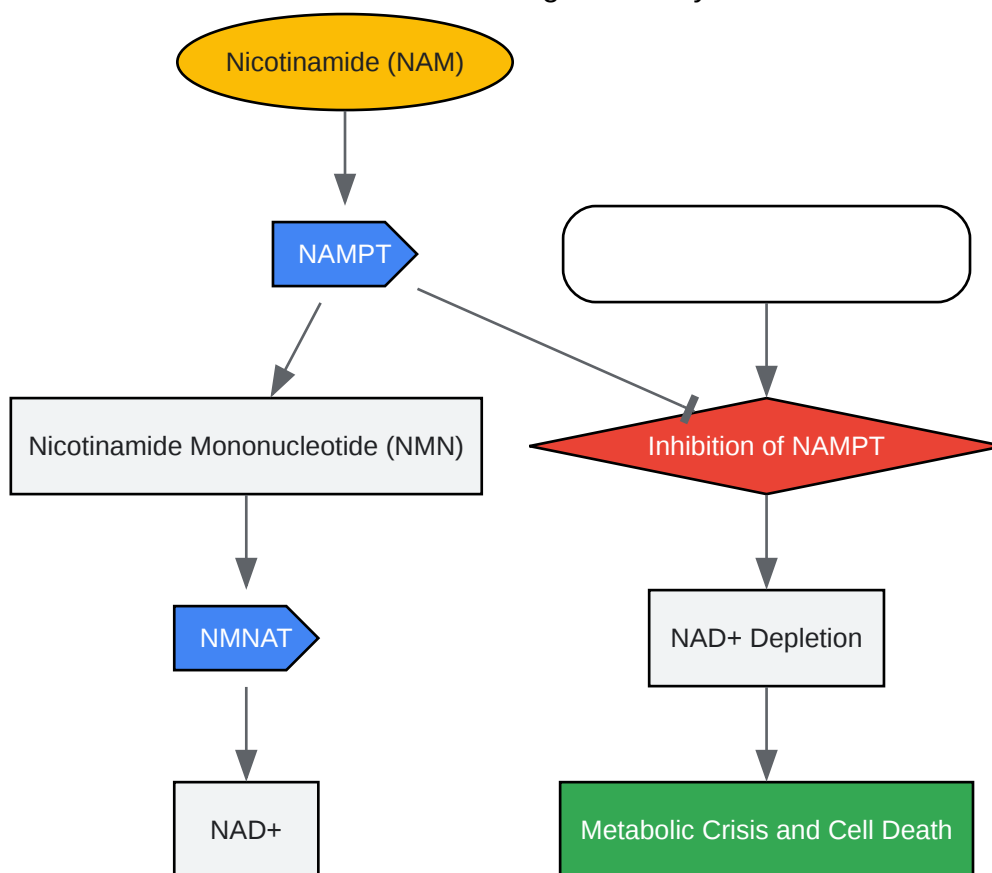 Nicotinamide (NAM)
NAMPT
Nicotinamide Mononucleotide (NMN)
Inhibition of NAMPT
NMNAT
NAD+ Depletion
NAD+
Metabolic Crisis and Cell Death